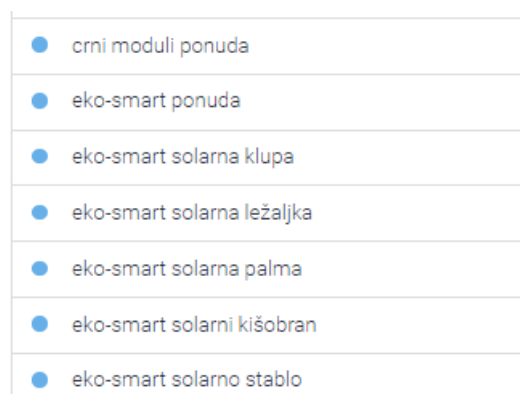 crni moduli ponuda
eko-smart ponuda
eko-smart solarna klupa
eko-smart solarna ležaljka
eko-smart solarna palma
eko-smart solarni kišobran
eko-smart solarno stablo